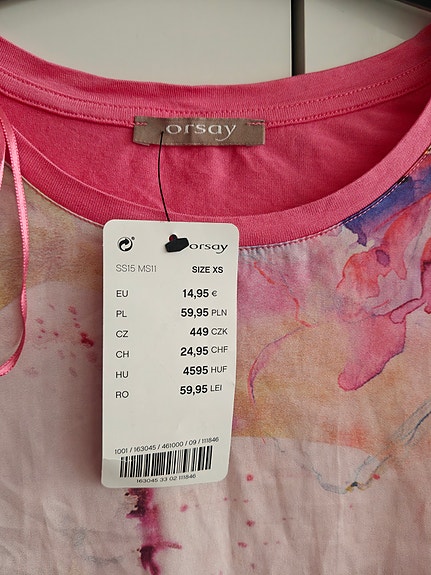 orsay
orsay
SS15 MS11 SIZE XS
EU 14,95 €
PL 59,95 PLN
CZ 449 CZK
CH 24,95 CHF
HU 4595 HUF
RO 59,95 LEI
1001 / 163045 / 461000 / 09 / 111846
163045 33 02 111846